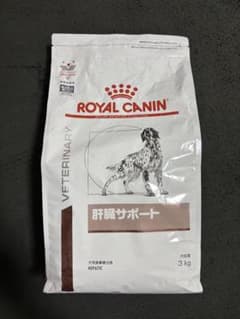 ROYAL CANIN
VETERINARY
肝臓サポート
HEPATIC
3kg